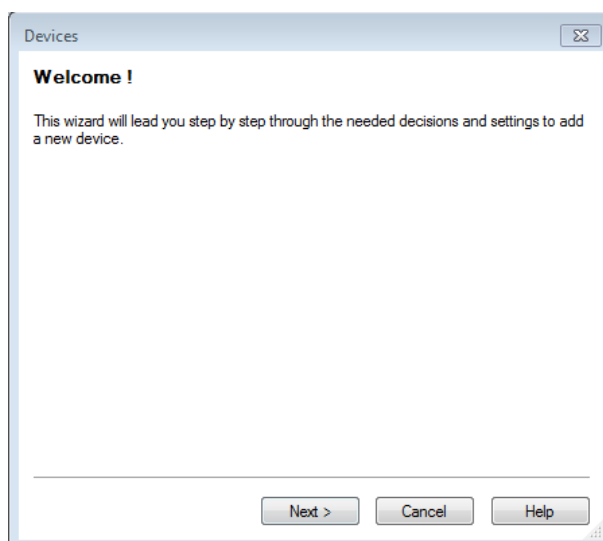 Devices
Welcome !
This wizard will lead you step by step through the needed decisions and settings to add
a new device.
Next >
Cancel
Help